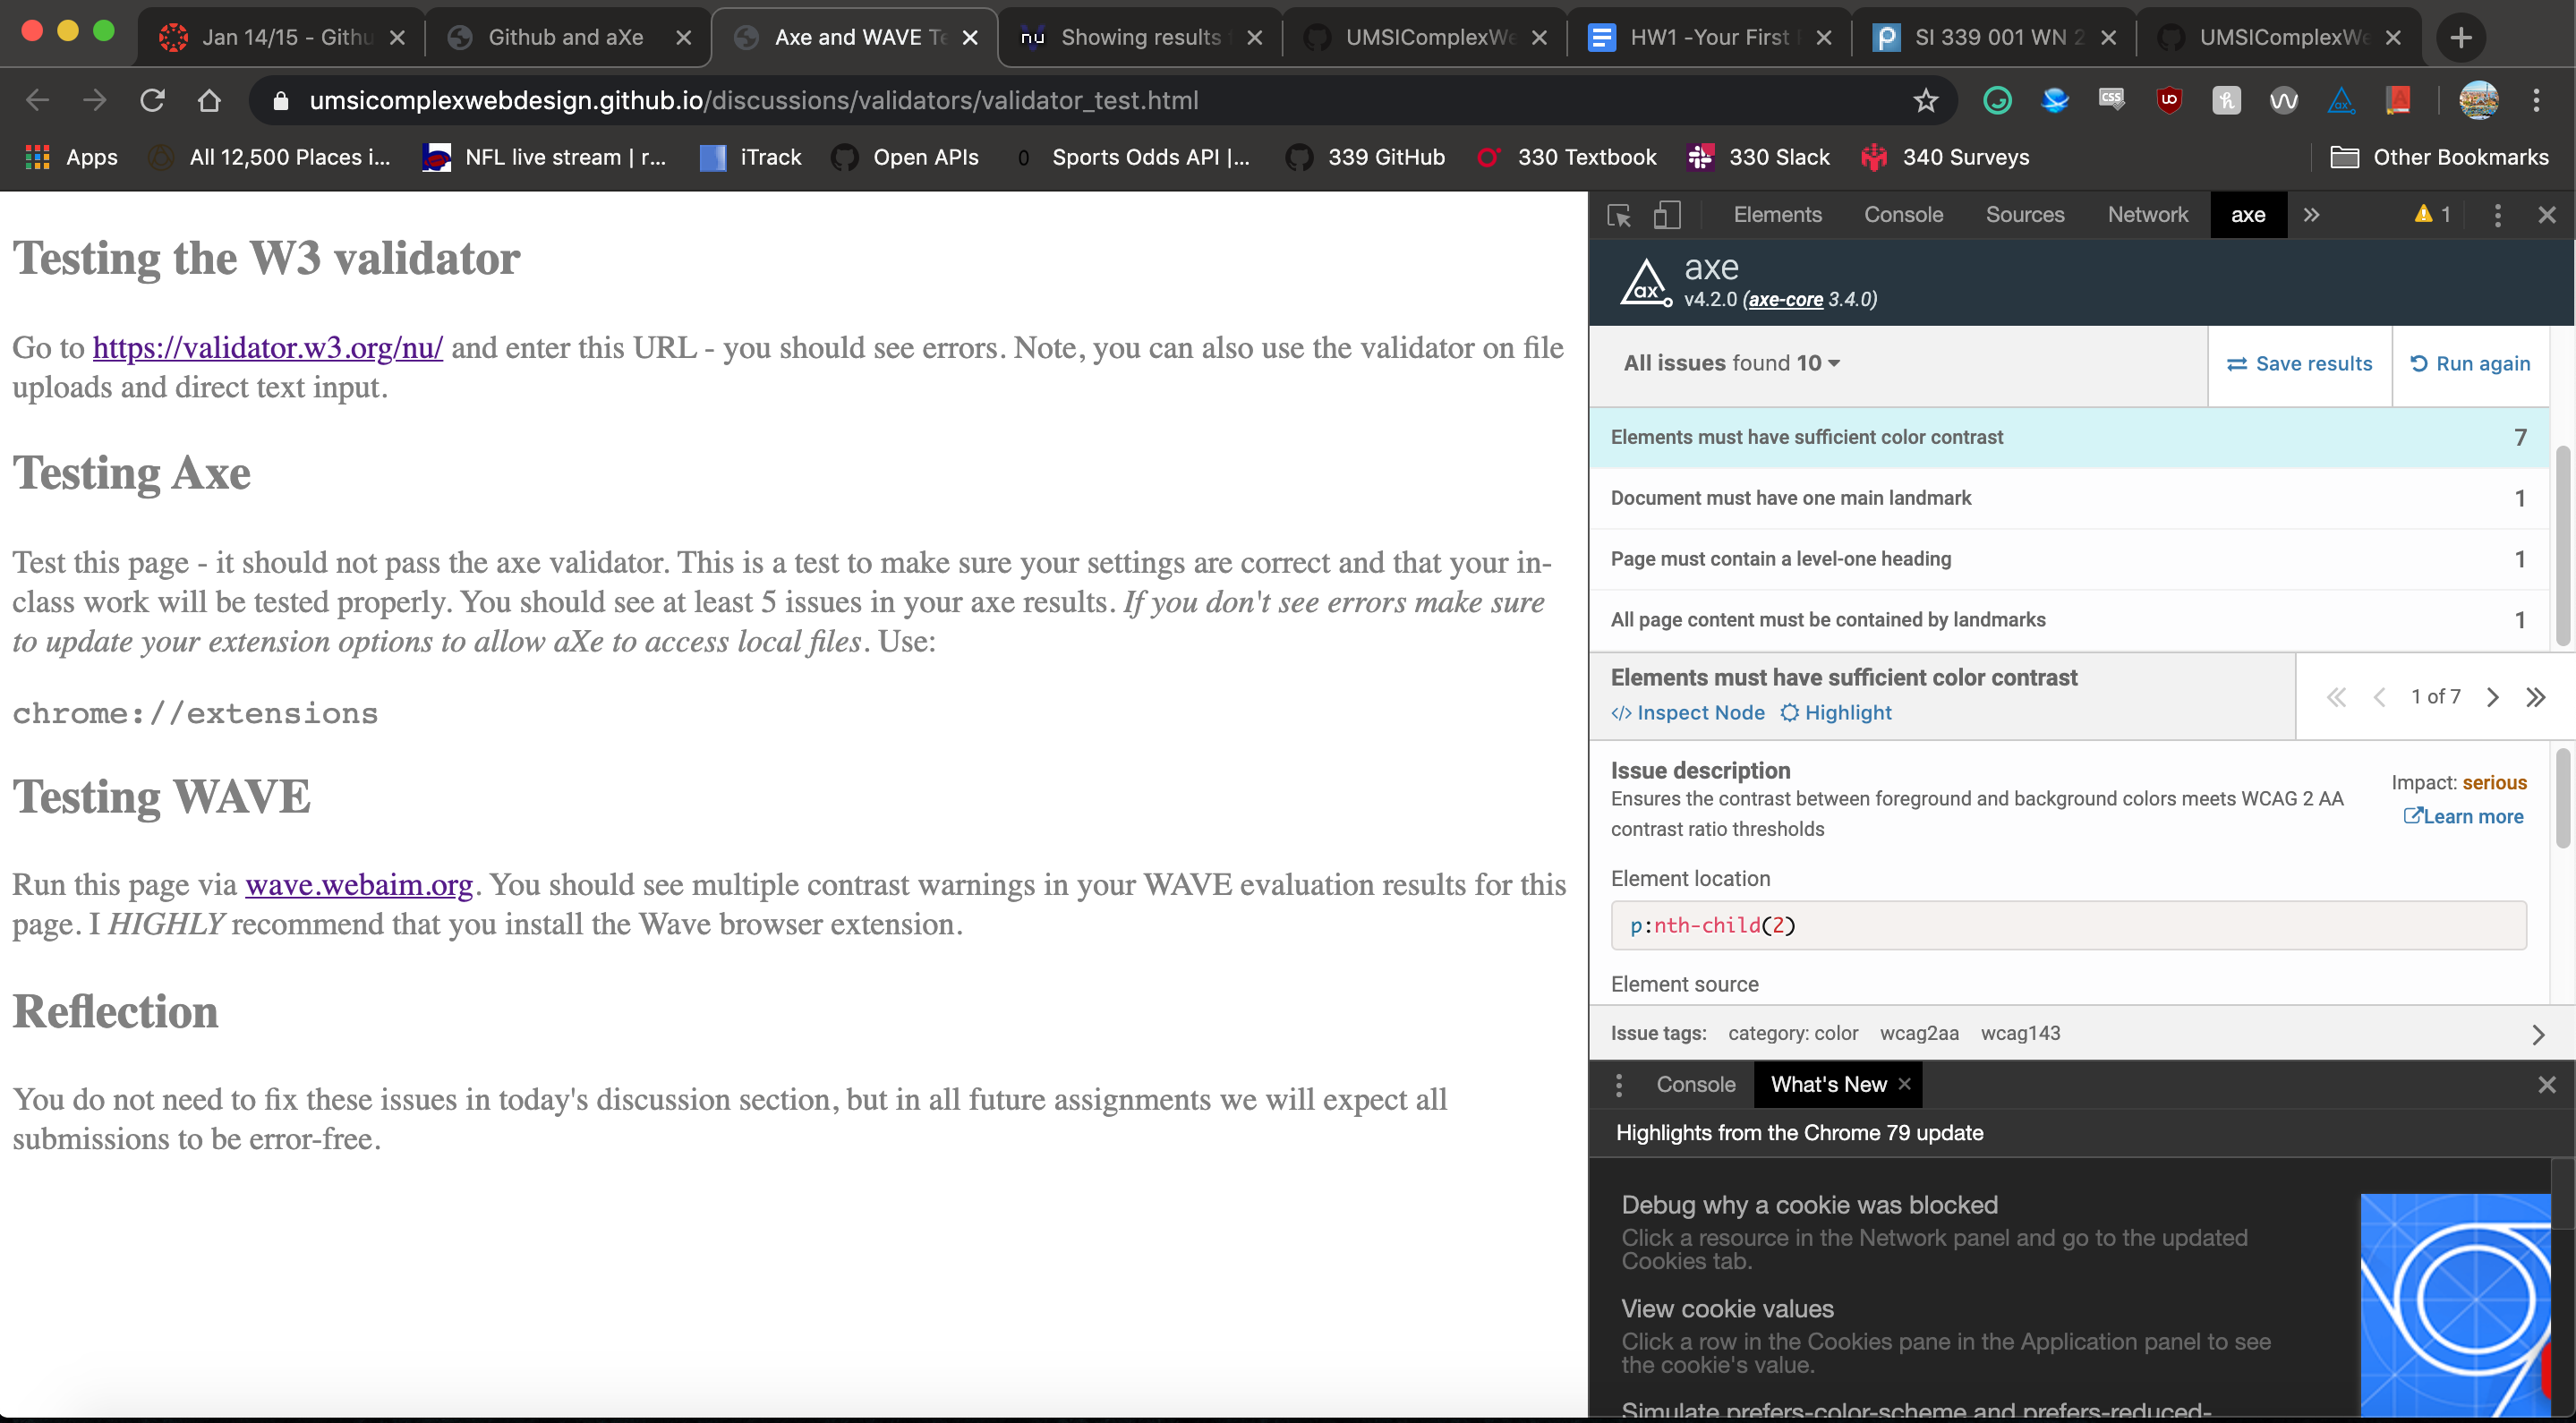 Jan 14/15 - Githu
Github and aXe
Axe and WAVE Te
nu Showing results f
UMSIComplexWe
HW1 -Your First
SI 339 001 WN 2
UMSIComplexWe
umsicomplexwebdesign.github.io/discussions/validators/validator_test.html
Apps
All 12,500 Places i...
NFL live stream | r...
iTrack
Open APIs
0 Sports Odds API |...
339 GitHub
330 Textbook
330 Slack
340 Surveys
Other Bookmarks
Testing the W3 validator
Go to https://validator.w3.org/nu/ and enter this URL - you should see errors. Note, you can also use the validator on file
uploads and direct text input.
Testing Axe
Test this page - it should not pass the axe validator. This is a test to make sure your settings are correct and that your in-
class work will be tested properly. You should see at least 5 issues in your axe results. If you don't see errors make sure
to update your extension options to allow aXe to access local files. Use:
chrome://extensions
Testing WAVE
Run this page via wave.webaim.org. You should see multiple contrast warnings in your WAVE evaluation results for this
page. I HIGHLY recommend that you install the Wave browser extension.
Reflection
You do not need to fix these issues in today's discussion section, but in all future assignments we will expect all
submissions to be error-free.
Elements Console Sources Network axe » 1
axe
v4.2.0 (axe-core 3.4.0)
All issues found 10
Save results
Run again
Elements must have sufficient color contrast 7
Document must have one main landmark 1
Page must contain a level-one heading 1
All page content must be contained by landmarks 1
Elements must have sufficient color contrast
</> Inspect Node Highlight
1 of 7
Issue description
Impact: serious
Ensures the contrast between foreground and background colors meets WCAG 2 AA
contrast ratio thresholds
Learn more
Element location
p:nth-child(2)
Element source
Issue tags: category: color wcag2aa wcag143
Console What's New
Highlights from the Chrome 79 update
Debug why a cookie was blocked
Click a resource in the Network panel and go to the updated
Cookies tab.
View cookie values
Click a row in the Cookies pane in the Application panel to see
the cookie's value.
Simulate prefers-color-scheme and prefers-reduced-